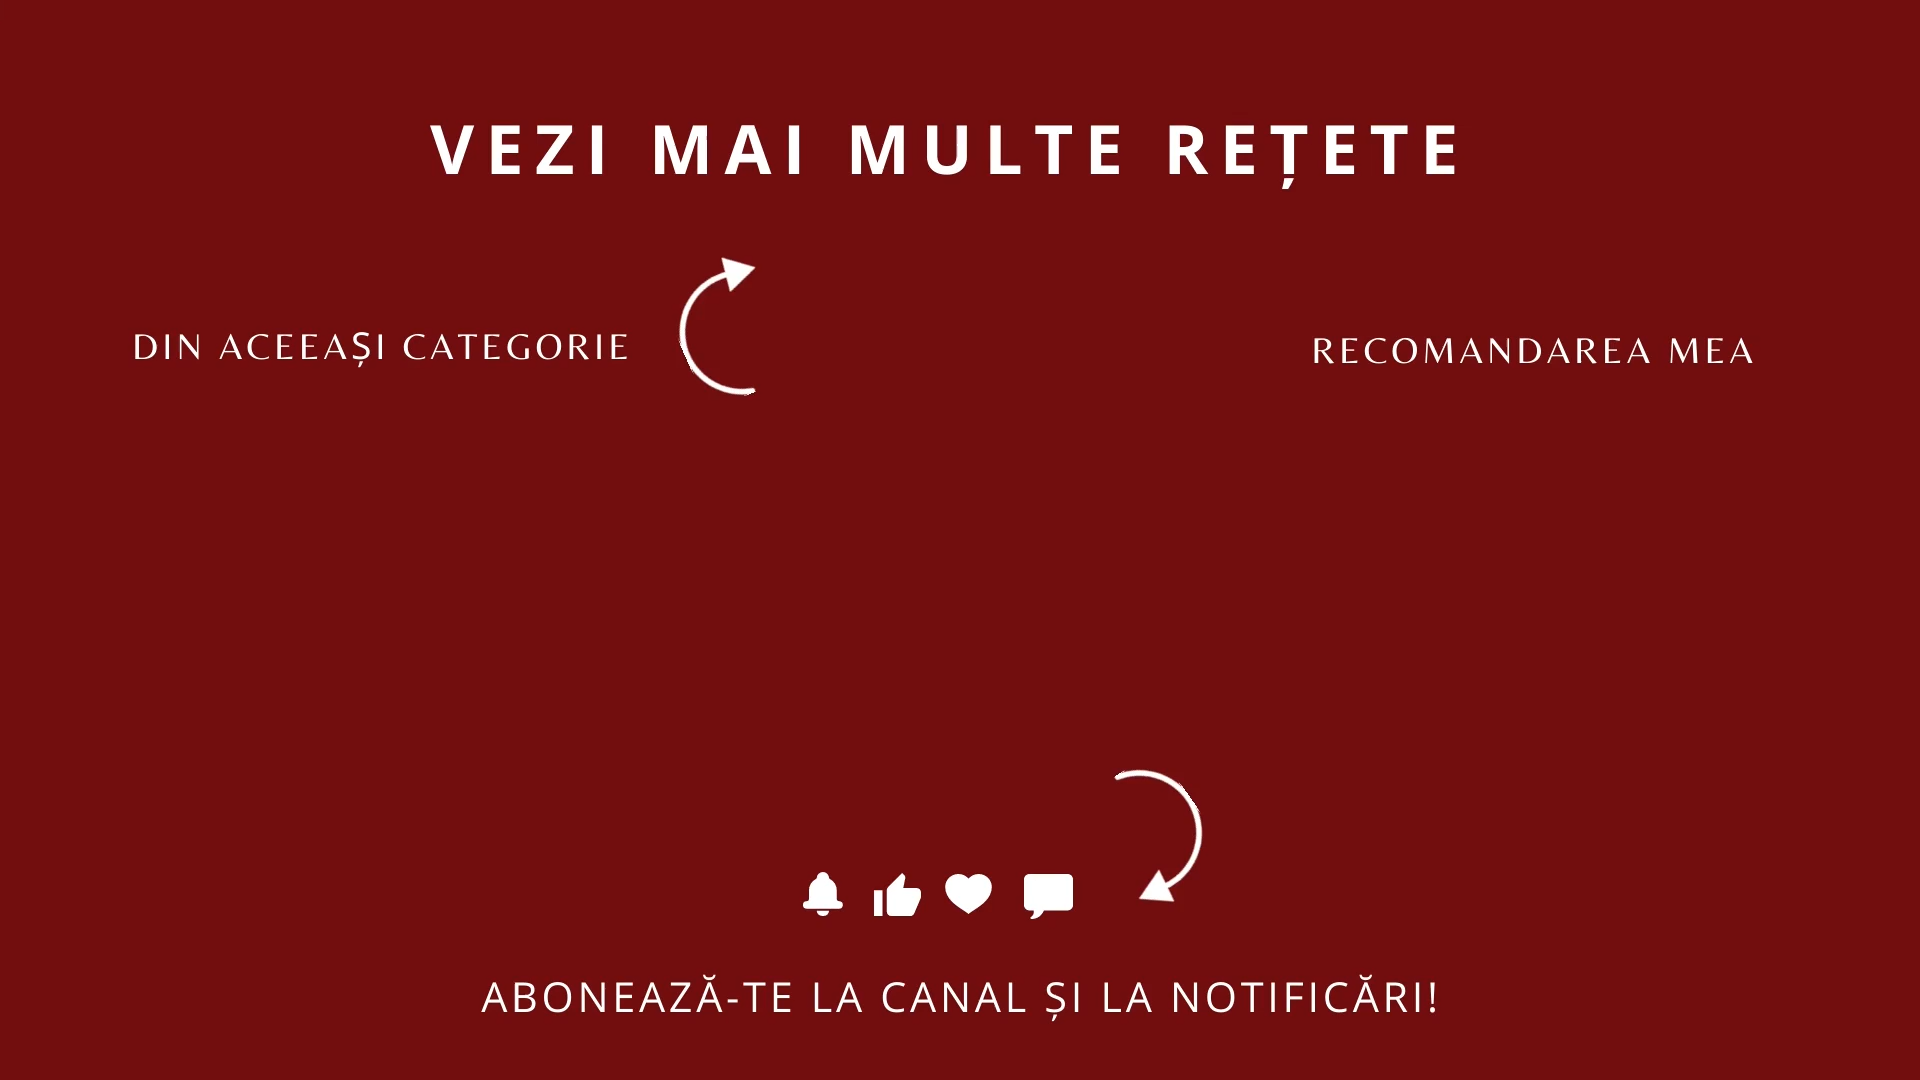 VEZI MAI MULTE REȚETE
DIN ACEEAȘI CATEGORIE
RECOMANDAREA MEA
ABONEAZĂ-TE LA CANAL ȘI LA NOTIFICĂRI!